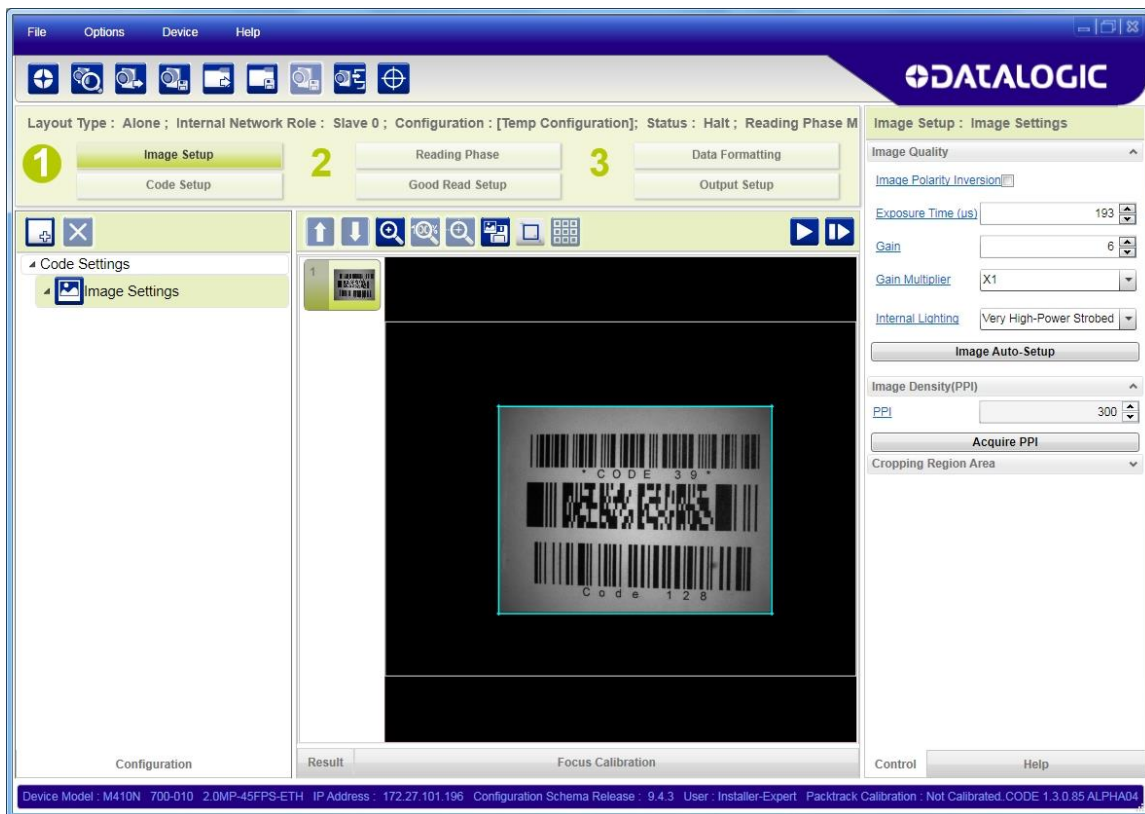 File Options Device Help
DATALOGIC
Layout Type : Alone ; Internal Network Role : Slave 0 ; Configuration : [Temp Configuration]; Status : Halt ; Reading Phase M
1 Image Setup 2 Reading Phase 3 Data Formatting
Code Setup Good Read Setup Output Setup
100%
Code Settings
Image Settings
1
* CODE 39 *
Code 128
Configuration
Result Focus Calibration
Image Setup : Image Settings
Image Quality
Image Polarity Inversion
Exposure Time (us) 193
Gain 6
Gain Multiplier X1
Internal Lighting Very High-Power Strobed
Image Auto-Setup
Image Density(PPI)
PPI 300
Acquire PPI
Cropping Region Area
Control Help
Device Model : M410N 700-010 2.0MP-45FPS-ETH IP Address : 172.27.101.196 Configuration Schema Release : 9.4.3 User : Installer-Expert Packtrack Calibration : Not Calibrated.CODE 1.3.0.85 ALPHA04